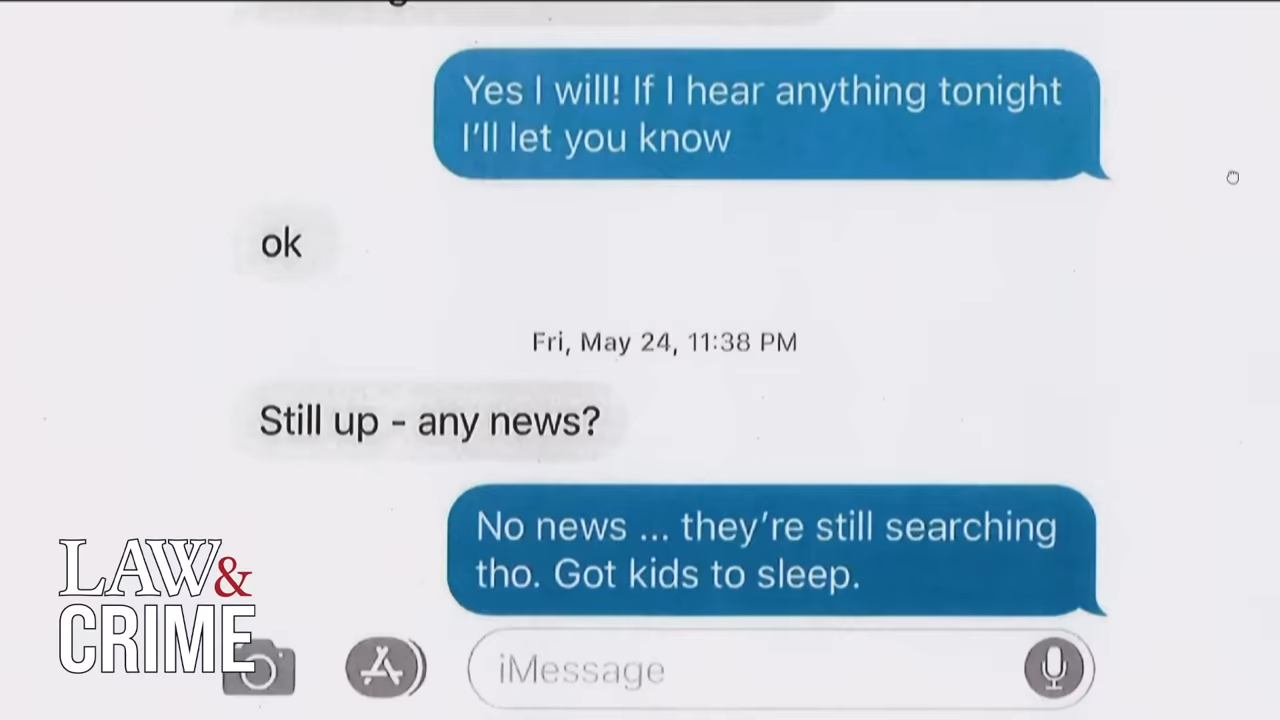 Yes I will! If I hear anything tonight
I'll let you know
ok
Fri, May 24, 11:38 PM
Still up - any news?
No news ... they're still searching
tho. Got kids to sleep.
LAW&
CRIME
iMessage